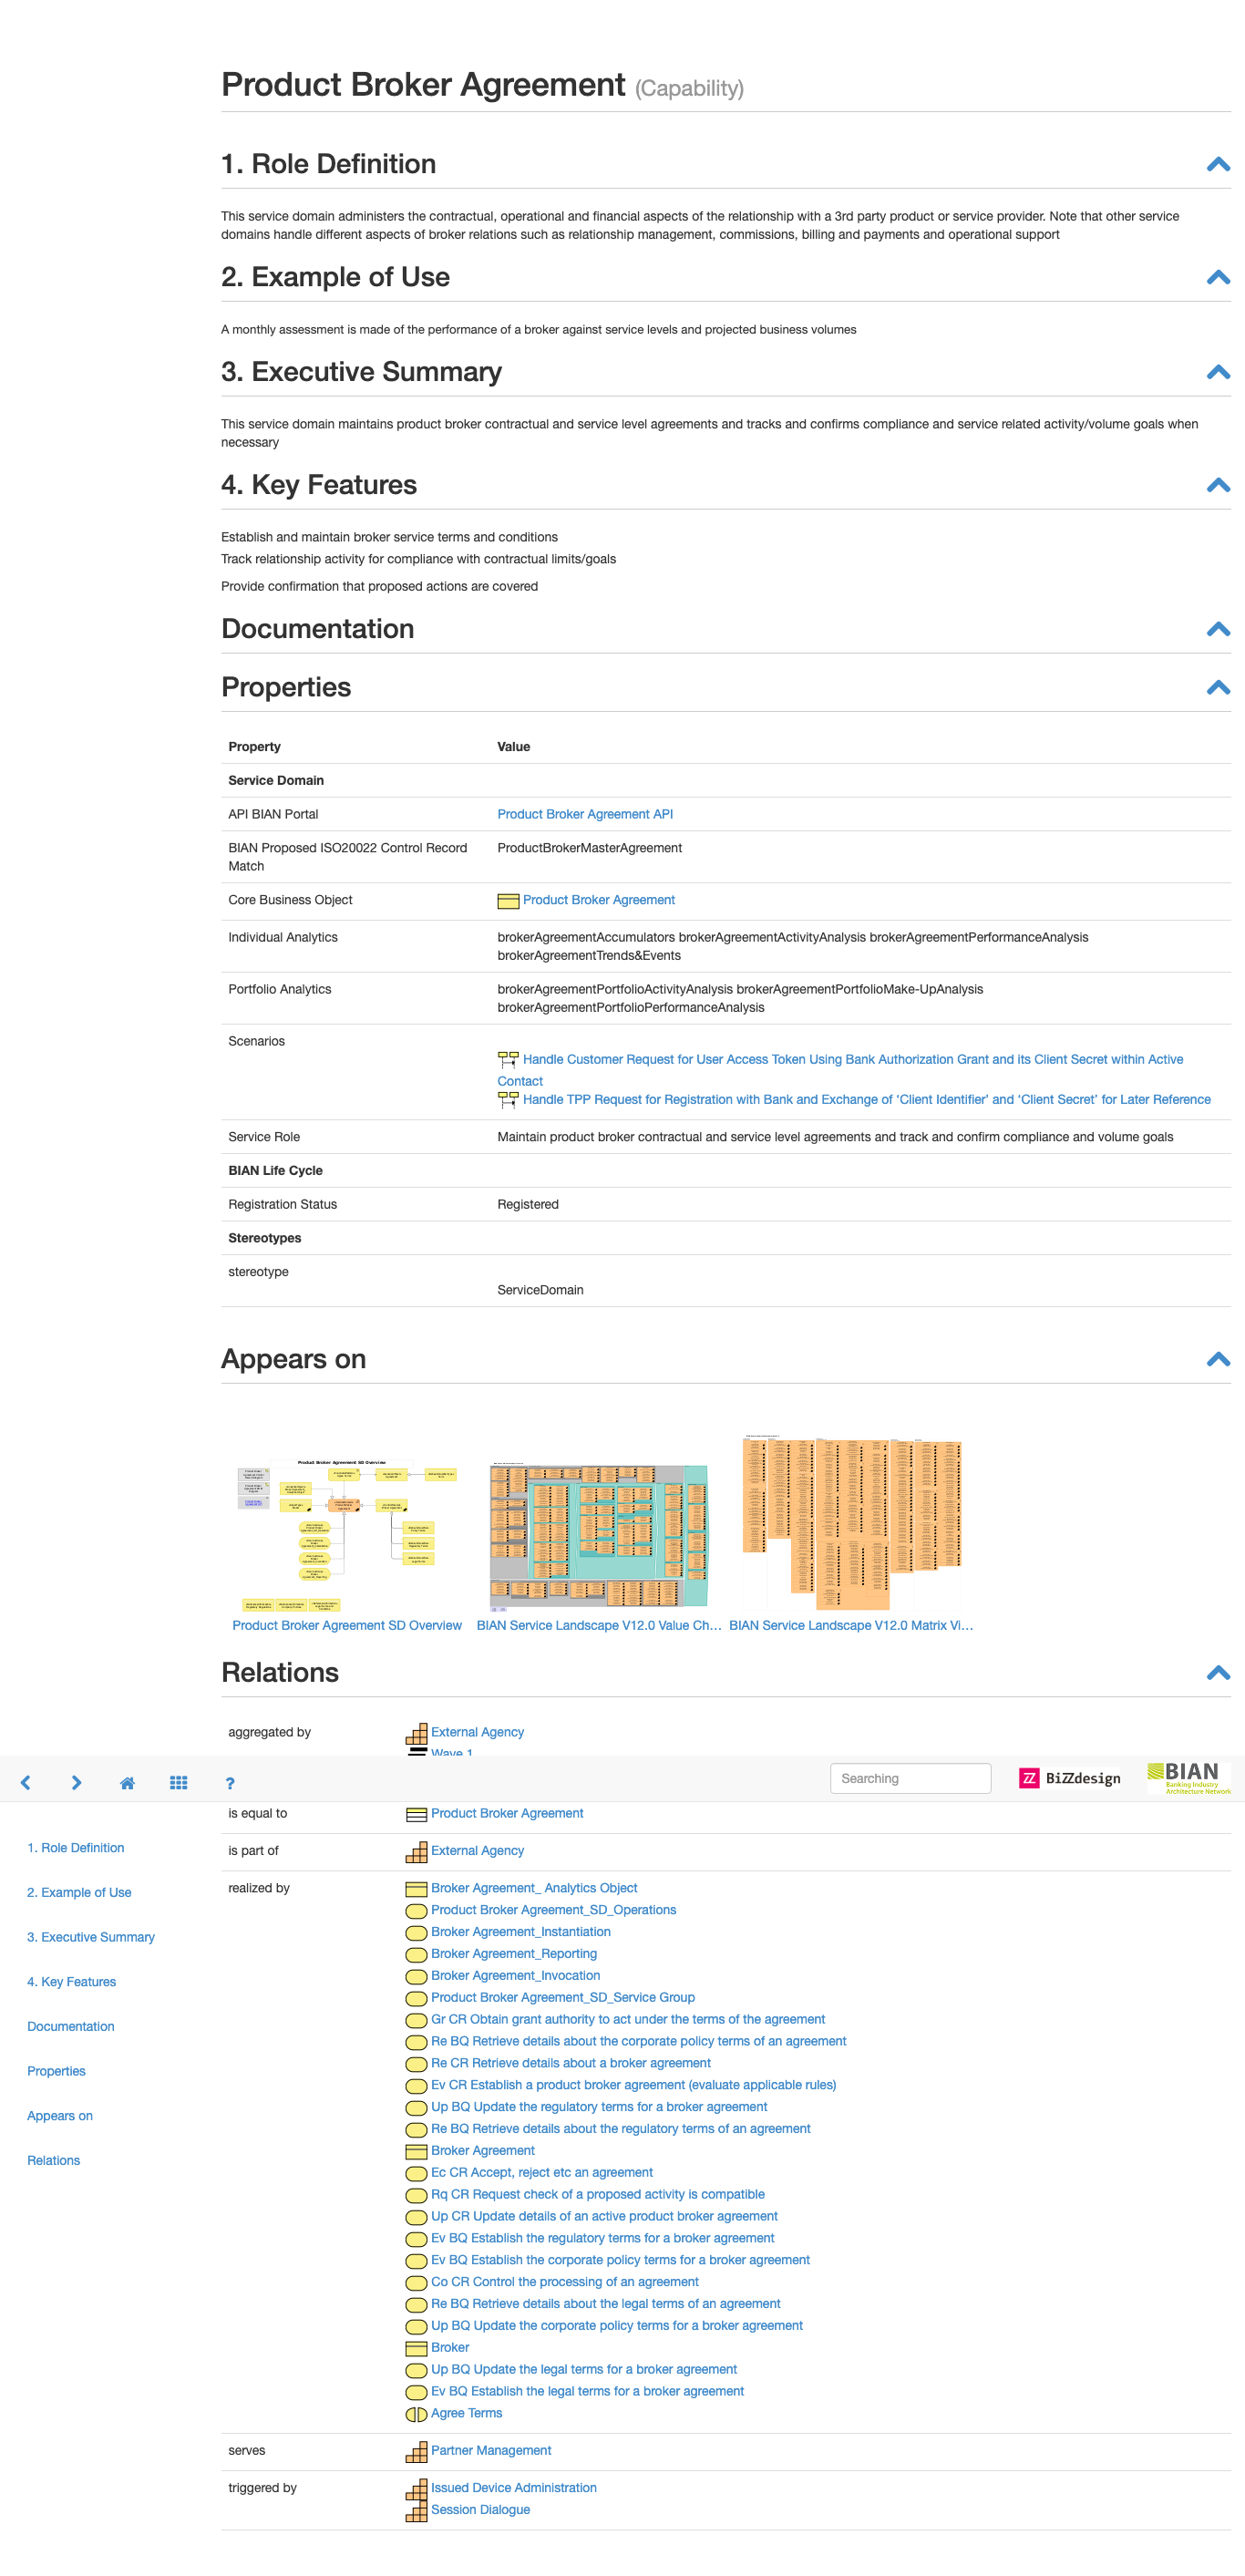 Product Broker Agreement (Capability)
1. Role Definition
This service domain administers the contractual, operational and financial aspects of the relationship with a 3rd party product or service provider. Note that other service
domains handle different aspects of broker relations such as relationship management, commissions, billing and payments and operational support
2. Example of Use
A monthly assessment is made of the performance of a broker against service levels and projected business volumes
3. Executive Summary
This service domain maintains product broker contractual and service level agreements and tracks and confirms compliance and service related activity/volume goals when
necessary
4. Key Features
Establish and maintain broker service terms and conditions
Track relationship activity for compliance with contractual limits/goals
Provide confirmation that proposed actions are covered
Documentation
Properties
Property Value
Service Domain
API BIAN Portal Product Broker Agreement API
BIAN Proposed ISO20022 Control Record ProductBrokerMasterAgreement
Match
Core Business Object Product Broker Agreement
Individual Analytics brokerAgreementAccumulators brokerAgreementActivityAnalysis brokerAgreementPerformanceAnalysis
brokerAgreementTrends&Events
Portfolio Analytics brokerAgreementPortfolioActivityAnalysis brokerAgreementPortfolioMake-UpAnalysis
brokerAgreementPortfolioPerformanceAnalysis
Scenarios
Handle Customer Request for User Access Token Using Bank Authorization Grant and its Client Secret within Active
Contact
Handle TPP Request for Registration with Bank and Exchange of ‘Client Identifier’ and ‘Client Secret’ for Later Reference
Service Role Maintain product broker contractual and service level agreements and track and confirm compliance and volume goals
BIAN Life Cycle
Registration Status Registered
Stereotypes
stereotype
ServiceDomain
Appears on
Product Broker Agreement SD Overview
Product Broker Agreement SD Overview BIAN Service Landscape V12.0 Value Ch... BIAN Service Landscape V12.0 Matrix Vi...
Relations
aggregated by External Agency
Wave 1
Searching BiZZdesign BIAN
Banking Industry
Architecture Network
is equal to Product Broker Agreement
1. Role Definition
is part of External Agency
realized by Broker Agreement_ Analytics Object
2. Example of Use
Product Broker Agreement_SD_Operations
Broker Agreement_Instantiation
3. Executive Summary
Broker Agreement_Reporting
Broker Agreement_Invocation
4. Key Features
Product Broker Agreement_SD_Service Group
Gr CR Obtain grant authority to act under the terms of the agreement
Documentation
Re BQ Retrieve details about the corporate policy terms of an agreement
Re CR Retrieve details about a broker agreement
Properties
Ev CR Establish a product broker agreement (evaluate applicable rules)
Up BQ Update the regulatory terms for a broker agreement
Appears on
Re BQ Retrieve details about the regulatory terms of an agreement
Broker Agreement
Relations
Ec CR Accept, reject etc an agreement
Rq CR Request check of a proposed activity is compatible
Up CR Update details of an active product broker agreement
Ev BQ Establish the regulatory terms for a broker agreement
Ev BQ Establish the corporate policy terms for a broker agreement
Co CR Control the processing of an agreement
Re BQ Retrieve details about the legal terms of an agreement
Up BQ Update the corporate policy terms for a broker agreement
Broker
Up BQ Update the legal terms for a broker agreement
Ev BQ Establish the legal terms for a broker agreement
Agree Terms
serves Partner Management
triggered by Issued Device Administration
Session Dialogue